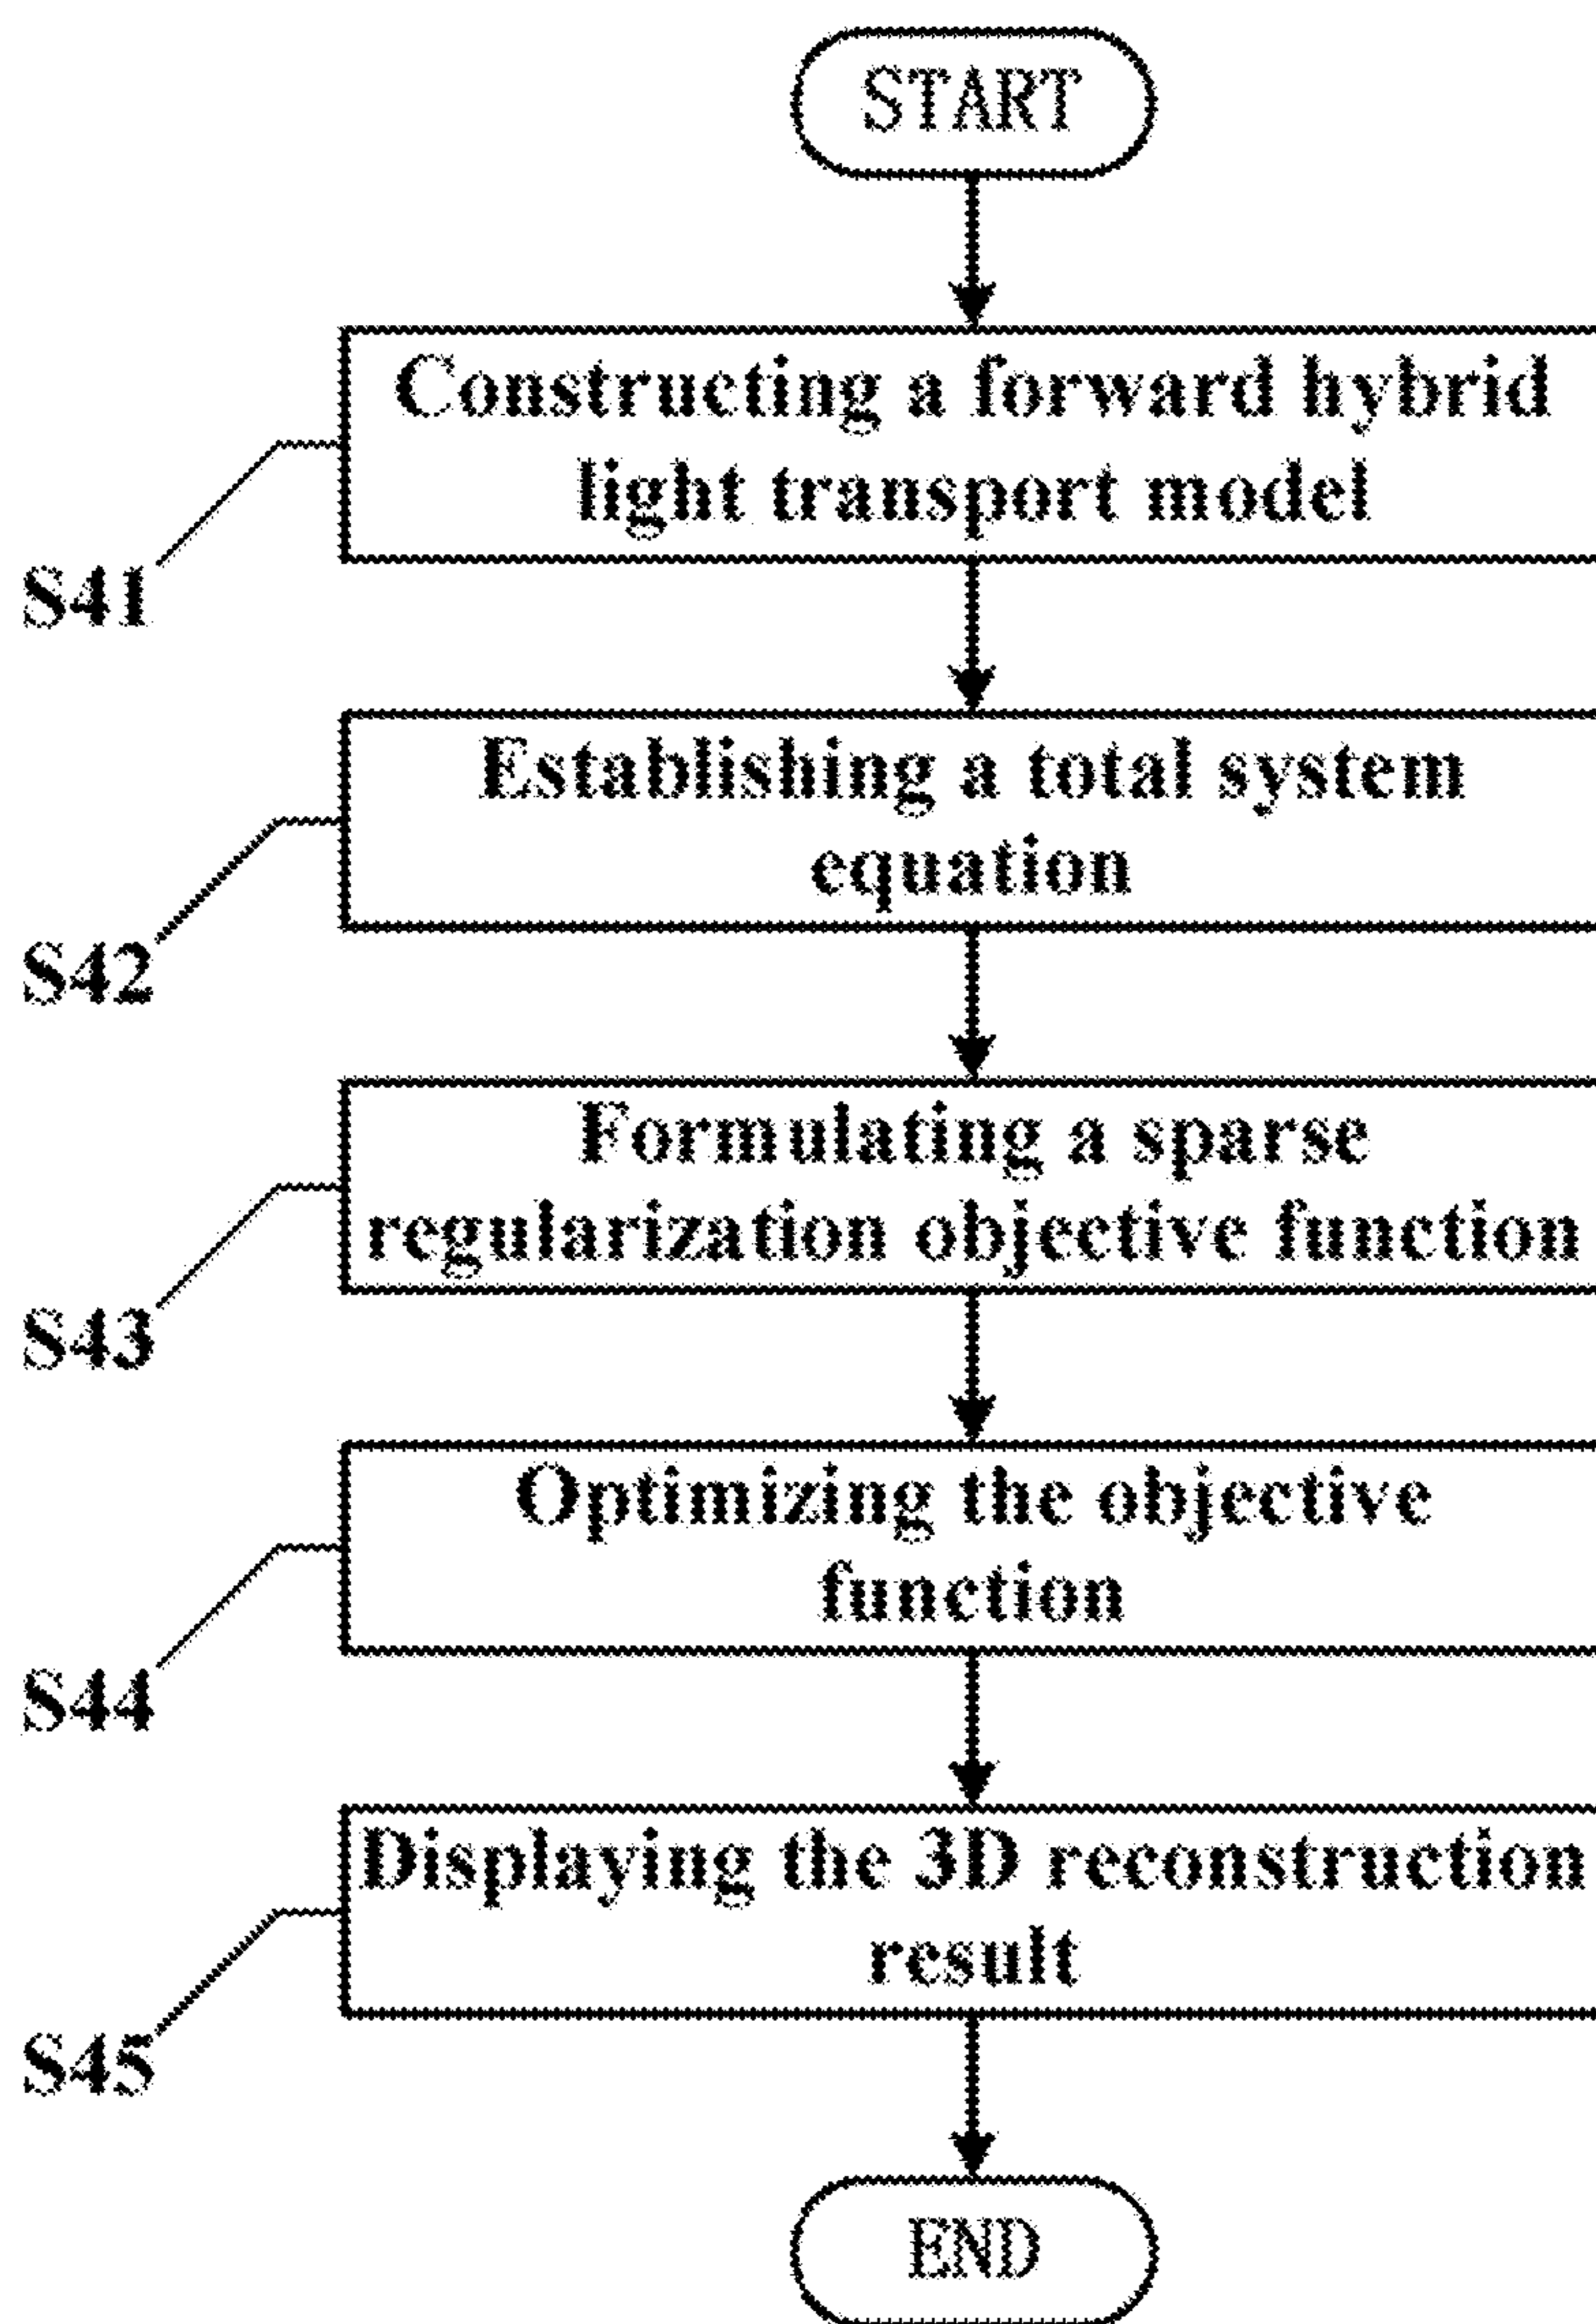 START
Constructing a forward hybrid
light transport model
S41
Establishing a total system
equation
S42
Formulating a sparse
regularization objective function
S43
Optimizing the objective
function
S44
Displaying the 3D reconstruction
result
S45
END